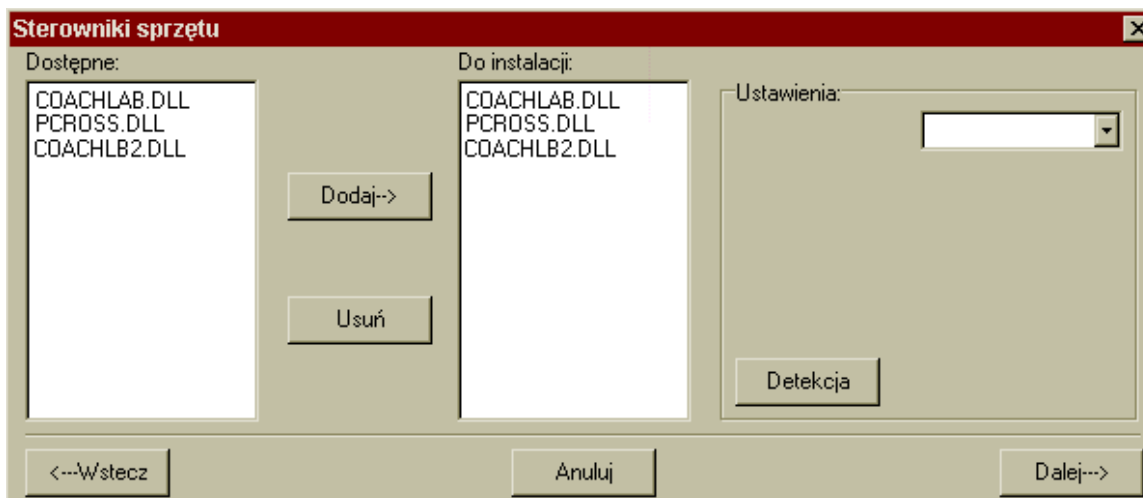 Sterowniki sprzętu
Dostępne:
COACHLAB.DLL
PCROSS.DLL
COACHLB2.DLL
Dodaj-->
Usuń
Do instalacji:
COACHLAB.DLL
PCROSS.DLL
COACHLB2.DLL
Ustawienia:
Detekcja
<---Wstecz
Anuluj
Dalej--->